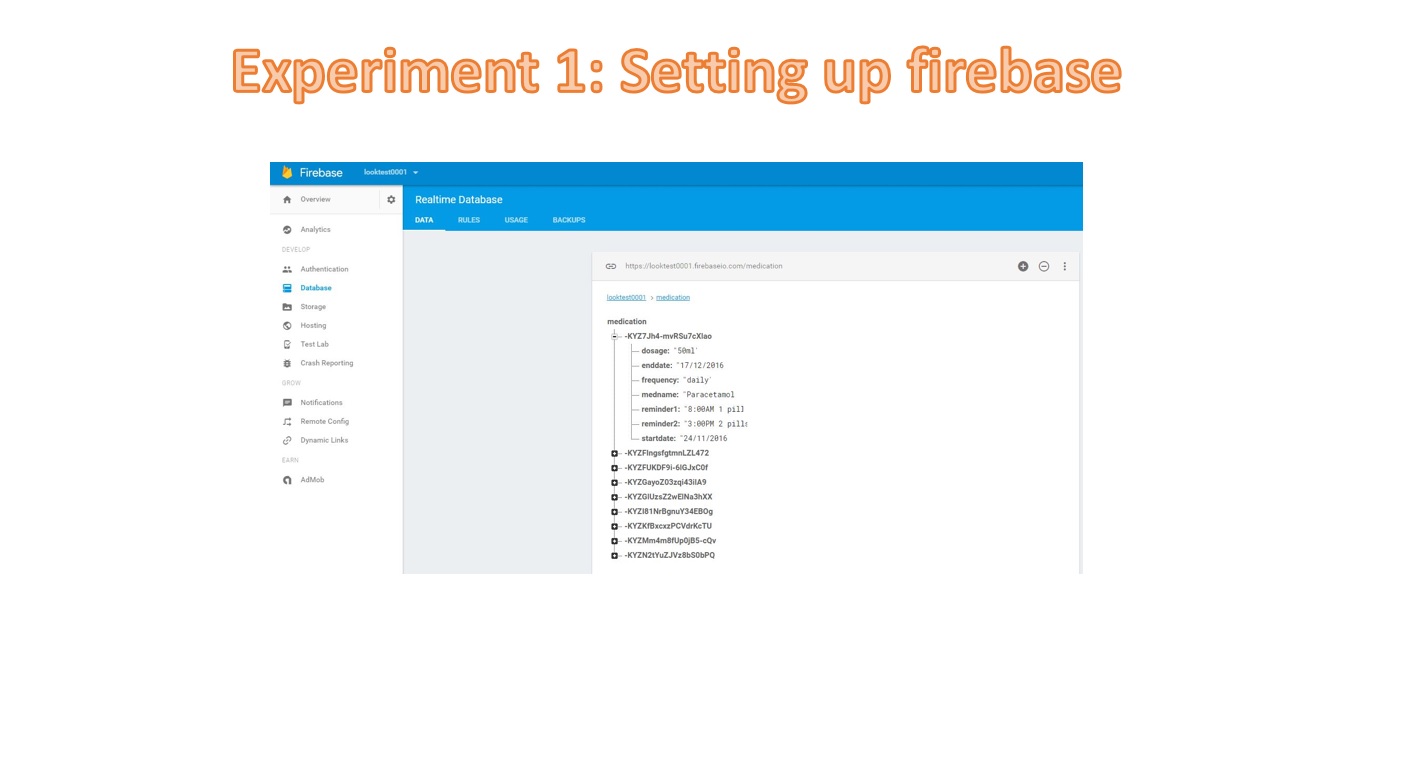 Experiment 1: Setting up firebase
Firebase looktest0001
Overview
Realtime Database
DATA RULES USAGE BACKUPS
Analytics
DEVELOP
Authentication
Database
Storage
Hosting
Test Lab
Crash Reporting
GROW
Notifications
Remote Config
Dynamic Links
EARN
AdMob
https://looktest0001.firebaseio.com/medication
looktest0001 > medication
medication
-KYZ7Jh4-mvRSu7cXlao
dosage: "50ml"
enddate: "17/12/2016
frequency: "daily"
medname: "Paracetamol
reminder1: "8:00AM 1 pill
reminder2: "3:00PM 2 pills
startdate: "24/11/2016
-KYZFlngsfgtmnLZL472
-KYZFUKDF9i-6lGJxC0f
-KYZGayoZ03zqi43ilA9
-KYZGlUzsZ2wElNa3hXX
-KYZI81NrBgnuY34EBOg
-KYZKfBxcxzPCVdrKcTU
-KYZMm4m8fUp0jB5-cQv
-KYZN2tYuZJVz8bS0bPQ